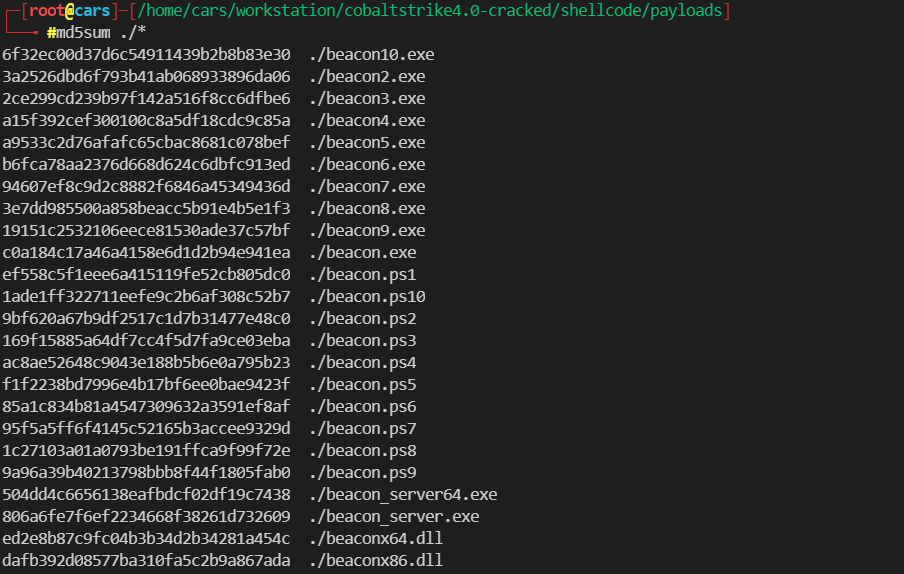 ┌─[root@cars]─[/home/cars/workstation/cobaltstrike4.0-cracked/shellcode/payloads]
└──╼ #md5sum ./*
6f32ec00d37d6c54911439b2b8b83e30  ./beacon10.exe
3a2526dbd6f793b41ab068933896da06  ./beacon2.exe
2ce299cd239b97f142a516f8cc6dfbe6  ./beacon3.exe
a15f392cef300100c8a5df18cdc9c85a  ./beacon4.exe
a9533c2d76afafc65cbac8681c078bef  ./beacon5.exe
b6fca78aa2376d668d624c6dbfc913ed  ./beacon6.exe
94607ef8c9d2c8882f6846a45349436d  ./beacon7.exe
3e7dd985500a858beacc5b91e4b5e1f3  ./beacon8.exe
19151c2532106eece81530ade37c57bf  ./beacon9.exe
c0a184c17a46a4158e6d1d2b94e941ea  ./beacon.exe
ef558c5f1eee6a415119fe52cb805dc0  ./beacon.ps1
1ade1ff322711eefe9c2b6af308c52b7  ./beacon.ps10
9bf620a67b9df2517c1d7b31477e48c0  ./beacon.ps2
169f15885a64df7cc4f5d7fa9ce03eba  ./beacon.ps3
ac8ae52648c9043e188b5b6e0a795b23  ./beacon.ps4
f1f2238bd7996e4b17bf6ee0bae9423f  ./beacon.ps5
85a1c834b81a4547309632a3591ef8af  ./beacon.ps6
95f5a5ff6f4145c52165b3accee9329d  ./beacon.ps7
1c27103a01a0793be191ffca9f99f72e  ./beacon.ps8
9a96a39b40213798bbb8f44f1805fab0  ./beacon.ps9
504dd4c6656138eafbdcf02df19c7438  ./beacon_server64.exe
806a6fe7f6ef2234668f38261d732609  ./beacon_server.exe
ed2e8b87c9fc04b3b34d2b34281a454c  ./beaconx64.dll
dafb392d08577ba310fa5c2b9a867ada  ./beaconx86.dll